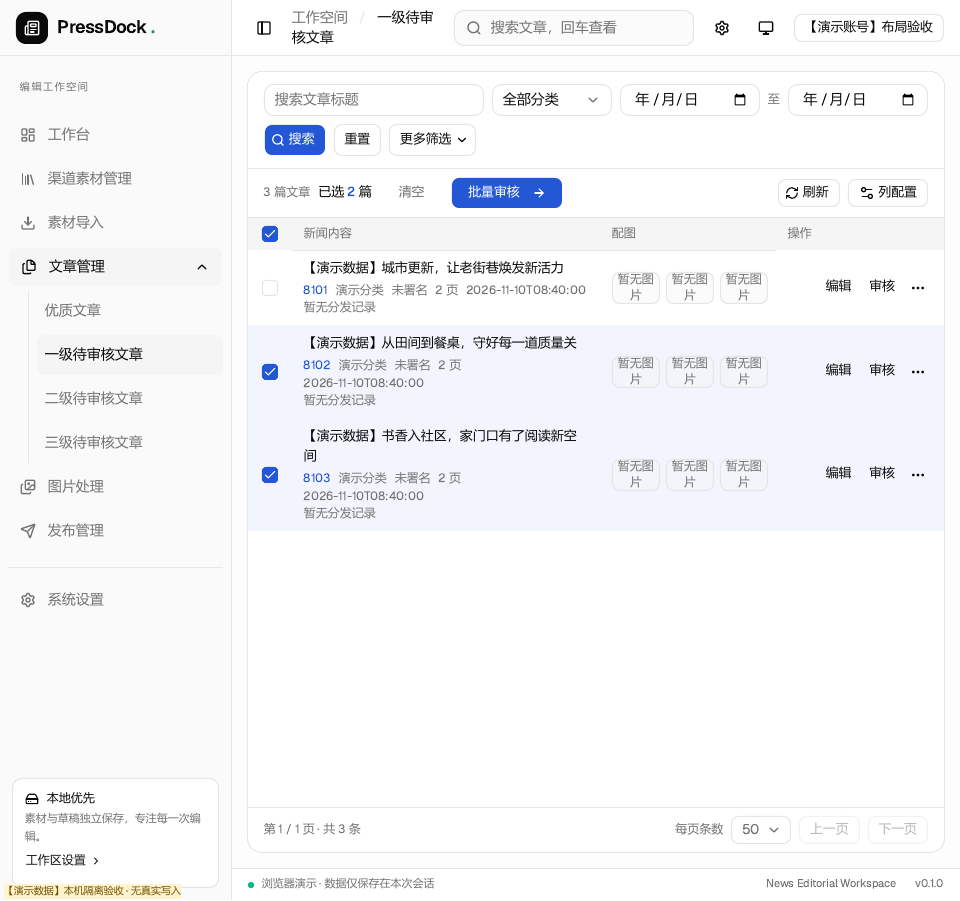 PressDock.
编辑工作空间
工作台
渠道素材管理
素材导入
文章管理
优质文章
一级待审核文章
二级待审核文章
三级待审核文章
图片处理
发布管理
系统设置
本地优先
素材与草稿独立保存，专注每一次编
辑。
工作区设置
【演示数据】本机隔离验收 · 无真实写入
工作空间 / 一级待审
核文章
搜索文章，回车查看
【演示账号】布局验收
搜索文章标题
全部分类
年 /月/日
至
年 /月/日
搜索
重置
更多筛选
3 篇文章 已选 2 篇 清空
批量审核
刷新
列配置
新闻内容 配图 操作
【演示数据】城市更新，让老街巷焕发新活力
8101 演示分类 未署名 2 页 2026-11-10T08:40:00
暂无分发记录
暂无图
片
暂无图
片
暂无图
片
编辑 审核
【演示数据】从田间到餐桌，守好每一道质量关
8102 演示分类 未署名 2 页
2026-11-10T08:40:00
暂无分发记录
暂无图
片
暂无图
片
暂无图
片
编辑 审核
【演示数据】书香入社区，家门口有了阅读新空
间
8103 演示分类 未署名 2 页
2026-11-10T08:40:00
暂无分发记录
暂无图
片
暂无图
片
暂无图
片
编辑 审核
第 1 / 1 页 · 共 3 条
每页条数 50 上一页 下一页
浏览器演示 · 数据仅保存在本次会话
News Editorial Workspace v0.1.0